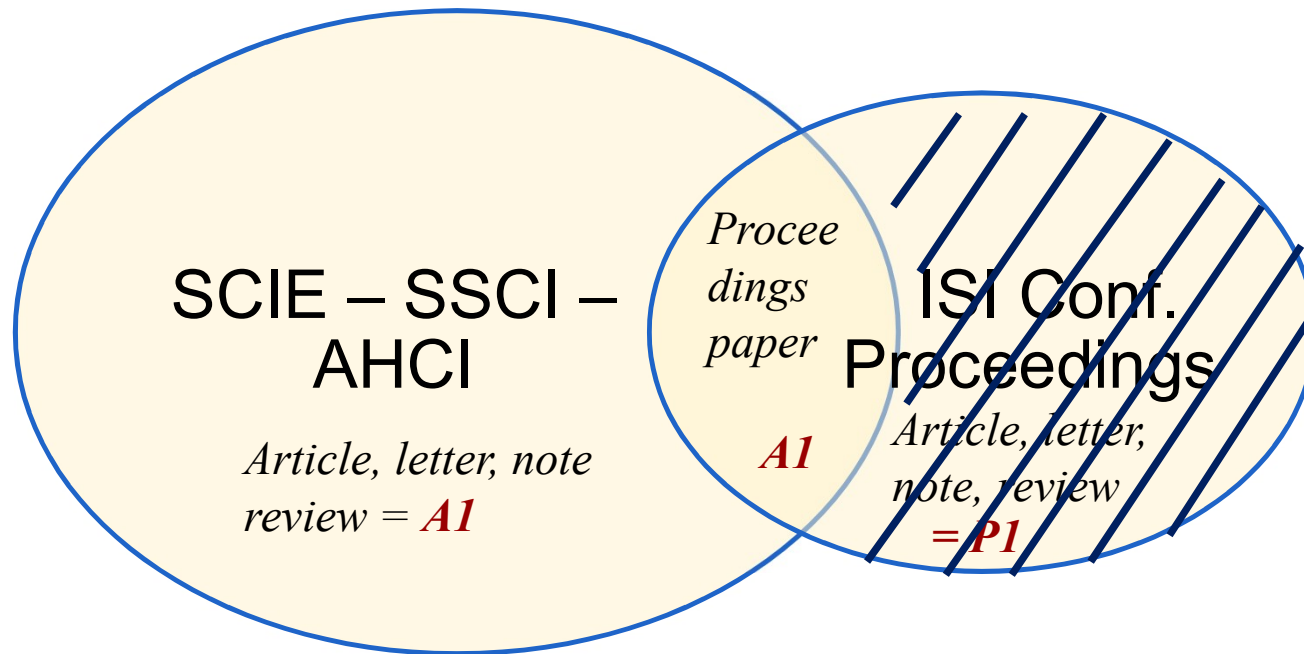 SCIE – SSCI –
AHCI
Article, letter, note
review = A1
Procee
dings
paper
A1
ISI Conf.
Proceedings
Article, letter,
note, review
= P1